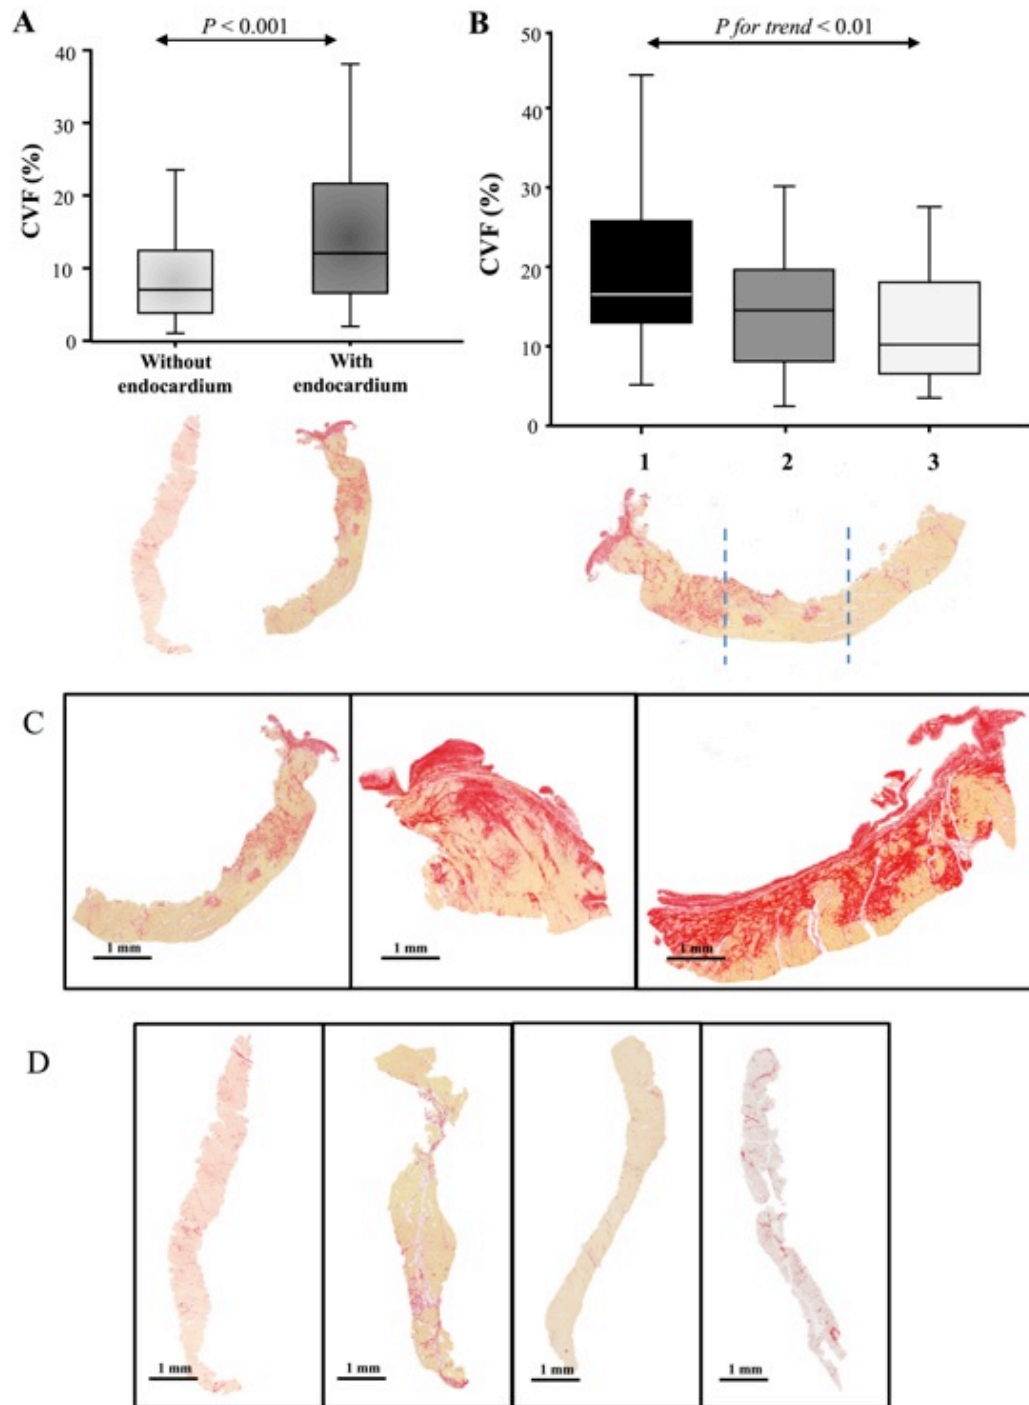 A
P < 0.001
CVF (%)
40
30
20
10
0
Without
endocardium
With
endocardium
B
P for trend < 0.01
CVF (%)
50
40
30
20
10
0
1
2
3
C
1 mm
1 mm
1 mm
D
1 mm
1 mm
1 mm
1 mm